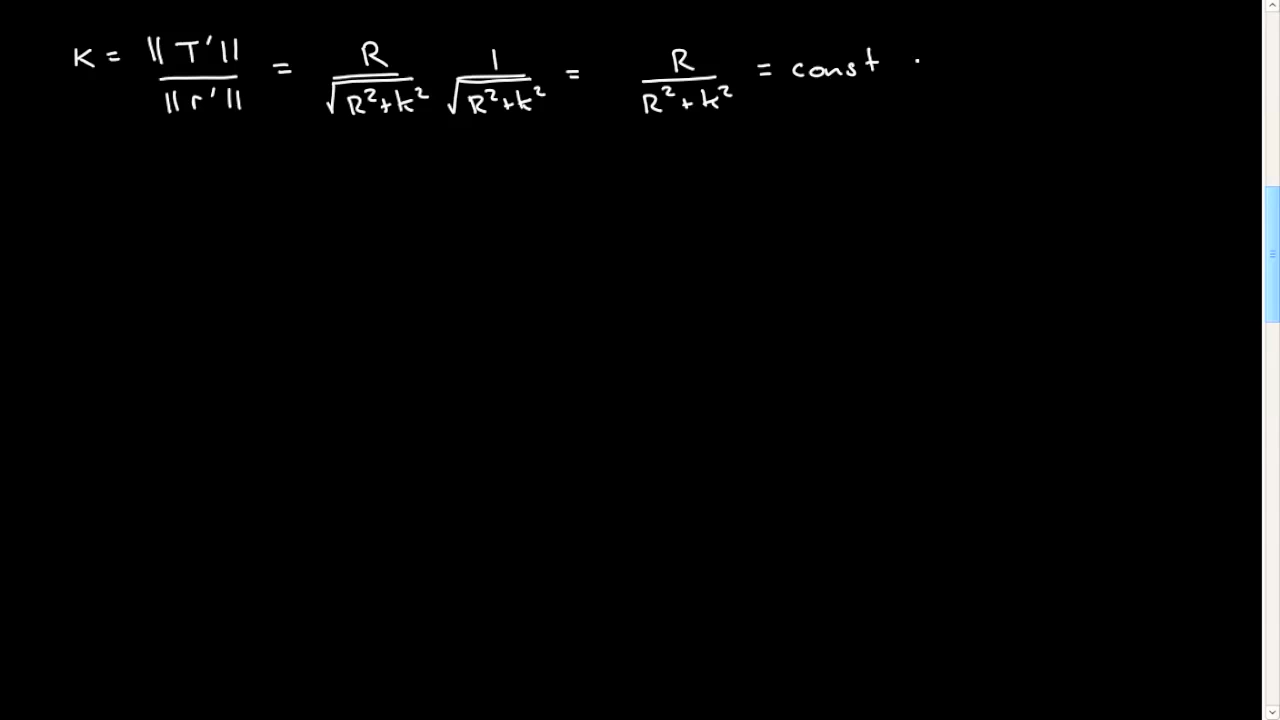 K = ‖T′‖ / ‖r′‖ = R / √(R²+k²) 1 / √(R²+k²) = R / (R²+k²) = const .